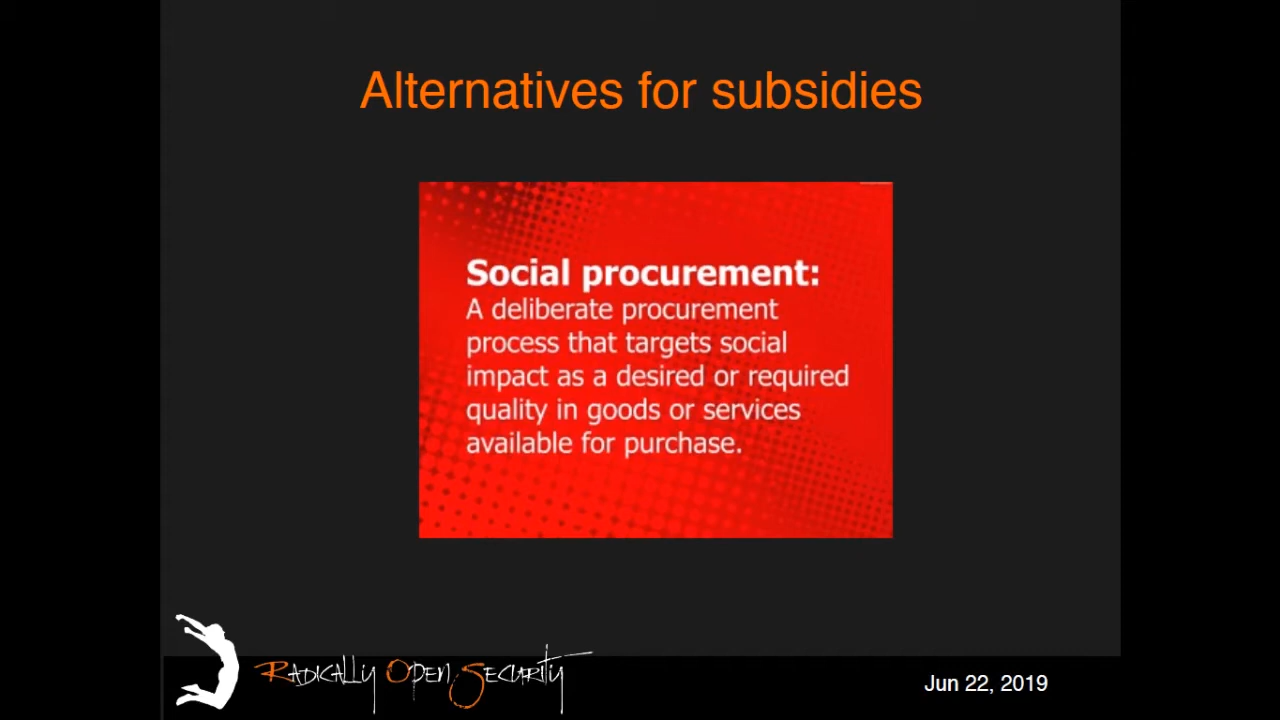 Alternatives for subsidies
Social procurement:
A deliberate procurement
process that targets social
impact as a desired or required
quality in goods or services
available for purchase.
Radically Open Security
Jun 22, 2019